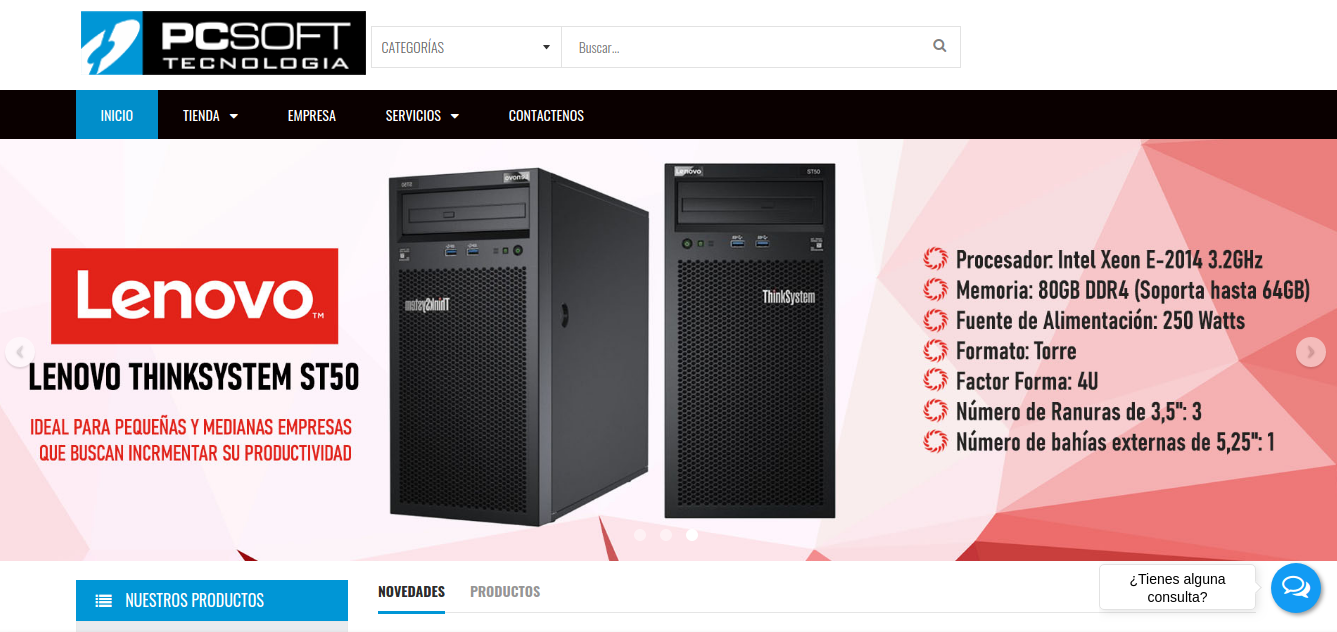 PCSOFT
TECNOLOGIA
CATEGORÍAS
Buscar...
INICIO TIENDA EMPRESA SERVICIOS CONTACTENOS
Lenovo
ST50
ThinkSystem
Lenovo™
LENOVO THINKSYSTEM ST50
IDEAL PARA PEQUEÑAS Y MEDIANAS EMPRESAS
QUE BUSCAN INCRMENTAR SU PRODUCTIVIDAD
Procesador: Intel Xeon E-2014 3.2GHz
Memoria: 80GB DDR4 (Soporta hasta 64GB)
Fuente de Alimentación: 250 Watts
Formato: Torre
Factor Forma: 4U
Número de Ranuras de 3,5": 3
Número de bahías externas de 5,25": 1
NUESTROS PRODUCTOS
NOVEDADES PRODUCTOS
¿Tienes alguna
consulta?